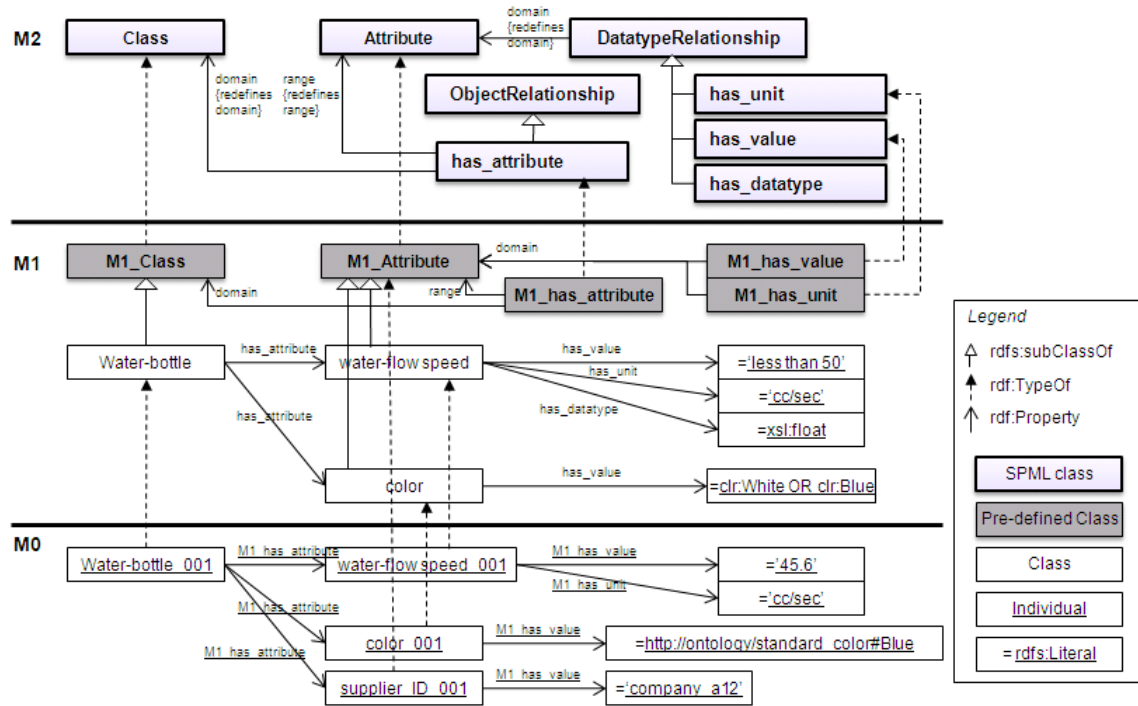 M2
Class
Attribute
domain
{redefines
domain}
DatatypeRelationship
domain
{redefines
domain}
range
{redefines
range}
ObjectRelationship
has_attribute
has_unit
has_value
has_datatype
M1
M1_Class
M1_Attribute
domain
M1_has_value
M1_has_unit
domain
range
M1_has_attribute
Water-bottle
has_attribute
water-flow speed
has_value
='less than 50'
has_unit
='cc/sec'
has_datatype
=xsl:float
has_attribute
color
has_value
=clr:White OR clr:Blue
M0
Water-bottle_001
M1_has_attribute
water-flow speed_001
M1_has_value
='45.6'
M1_has_unit
='cc/sec'
M1_has_attribute
color_001
M1_has_value
=http://ontology/standard_color#Blue
M1_has_attribute
supplier_ID_001
M1_has_value
='company_a12'
Legend
rdfs:subClassOf
rdf:TypeOf
rdf:Property
SPML class
Pre-defined Class
Class
Individual
= rdfs:Literal